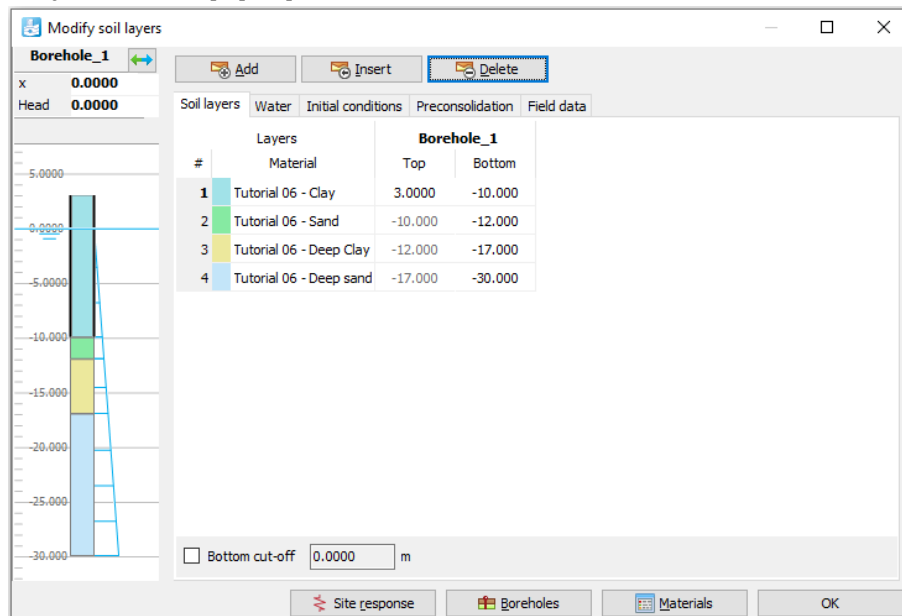 Modify soil layers
Borehole_1
x 0.0000
Head 0.0000
Add Insert Delete
Soil layers Water Initial conditions Preconsolidation Field data
Layers Borehole_1
# Material Top Bottom
1 Tutorial 06 - Clay 3.0000 -10.000
2 Tutorial 06 - Sand -10.000 -12.000
3 Tutorial 06 - Deep Clay -12.000 -17.000
4 Tutorial 06 - Deep sand -17.000 -30.000
5.0000
0.0000
-5.0000
-10.000
-15.000
-20.000
-25.000
-30.000
Bottom cut-off 0.0000 m
Site response Boreholes Materials OK